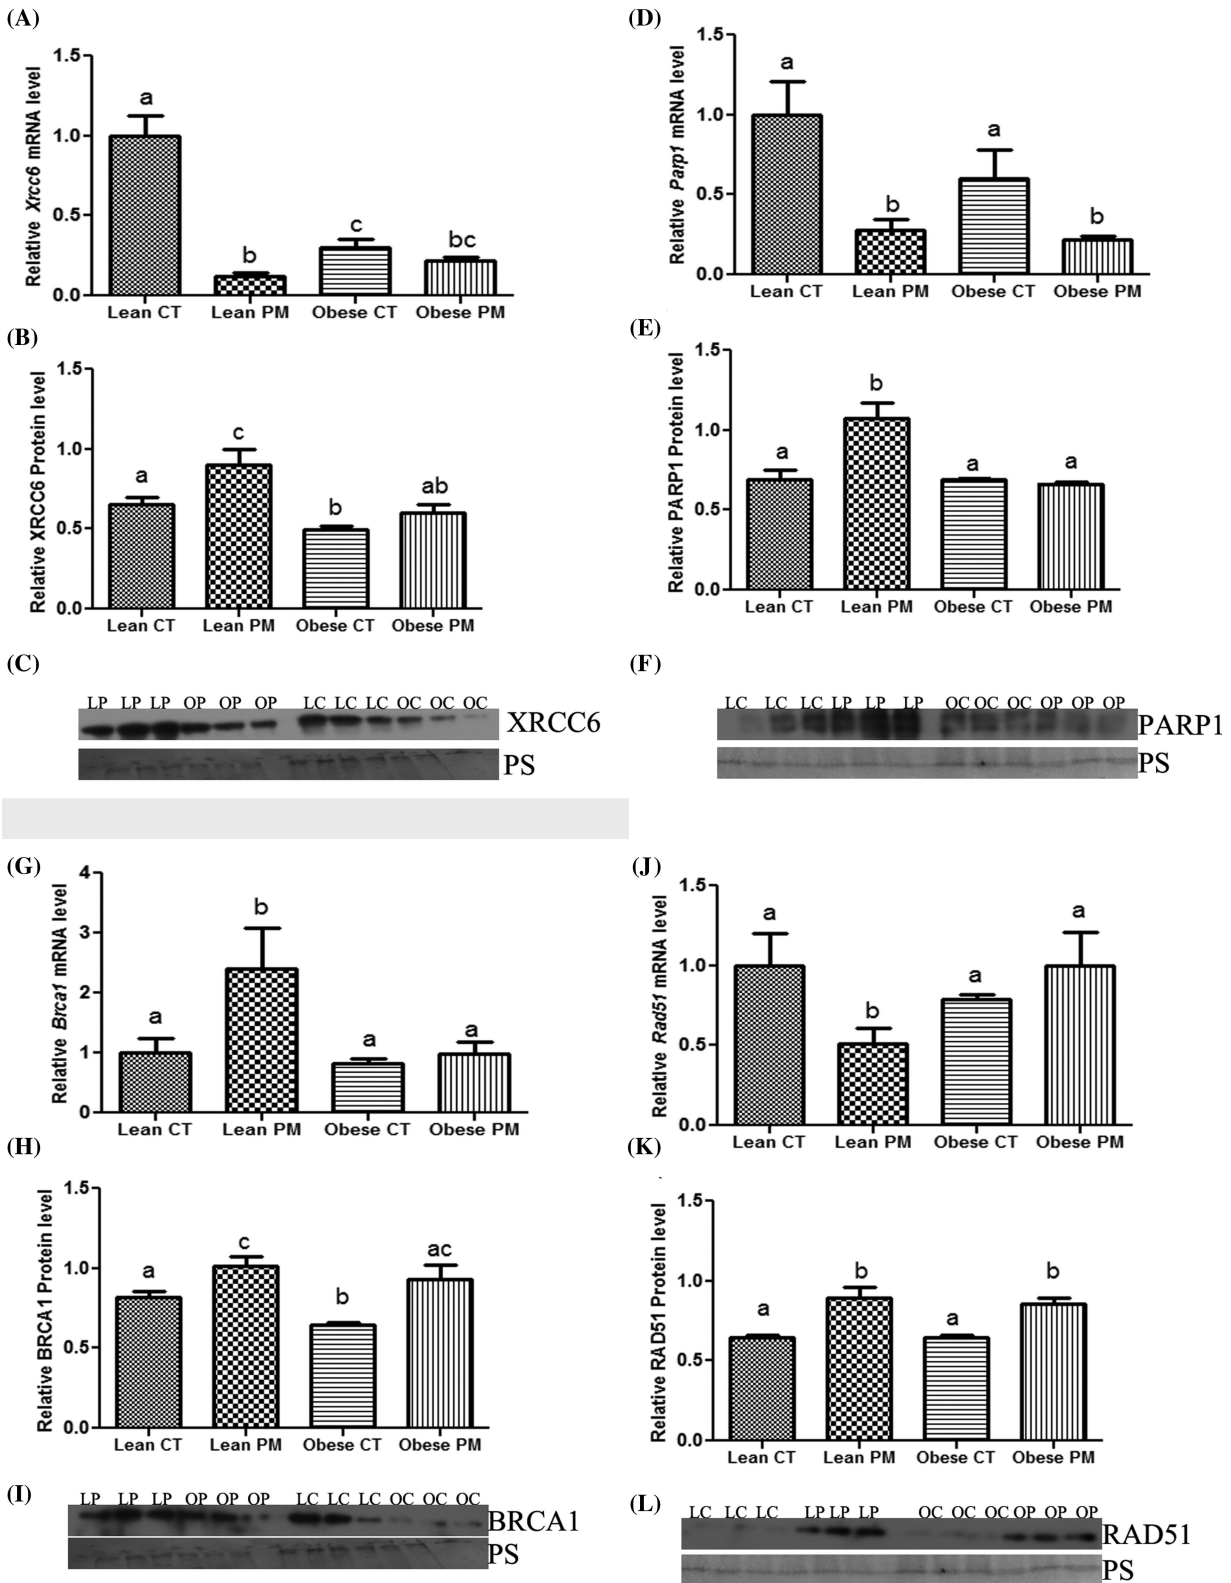 (A)
Relative Xrcc6 mRNA level
1.5
1.0
0.5
0.0
a
b
c
bc
Lean CT Lean PM Obese CT Obese PM
(D)
Relative Parp1 mRNA level
1.5
1.0
0.5
0.0
a
b
a
b
Lean CT Lean PM Obese CT Obese PM
(B)
Relative XRCC6 Protein level
1.5
1.0
0.5
0.0
a
c
b
ab
Lean CT Lean PM Obese CT Obese PM
(E)
Relative PARP1 Protein level
1.5
1.0
0.5
0.0
a
b
a
a
Lean CT Lean PM Obese CT Obese PM
(C)
LP LP LP OP OP OP LC LC LC OC OC OC
XRCC6
PS
(F)
LC LC LC LP LP LP OC OC OC OP OP OP
PARP1
PS
(G)
Relative Brca1 mRNA level
4
3
2
1
0
a
b
a
a
Lean CT Lean PM Obese CT Obese PM
(J)
Relative Rad51 mRNA level
1.5
1.0
0.5
0.0
a
b
a
a
Lean CT Lean PM Obese CT Obese PM
(H)
Relative BRCA1 Protein level
1.5
1.0
0.5
0.0
a
c
b
ac
Lean CT Lean PM Obese CT Obese PM
(K)
Relative RAD51 Protein level
1.5
1.0
0.5
0.0
a
b
a
b
Lean CT Lean PM Obese CT Obese PM
(I)
LP LP LP OP OP OP LC LC LC OC OC OC
BRCA1
PS
(L)
LC LC LC LP LP LP OC OC OC OP OP OP
RAD51
PS